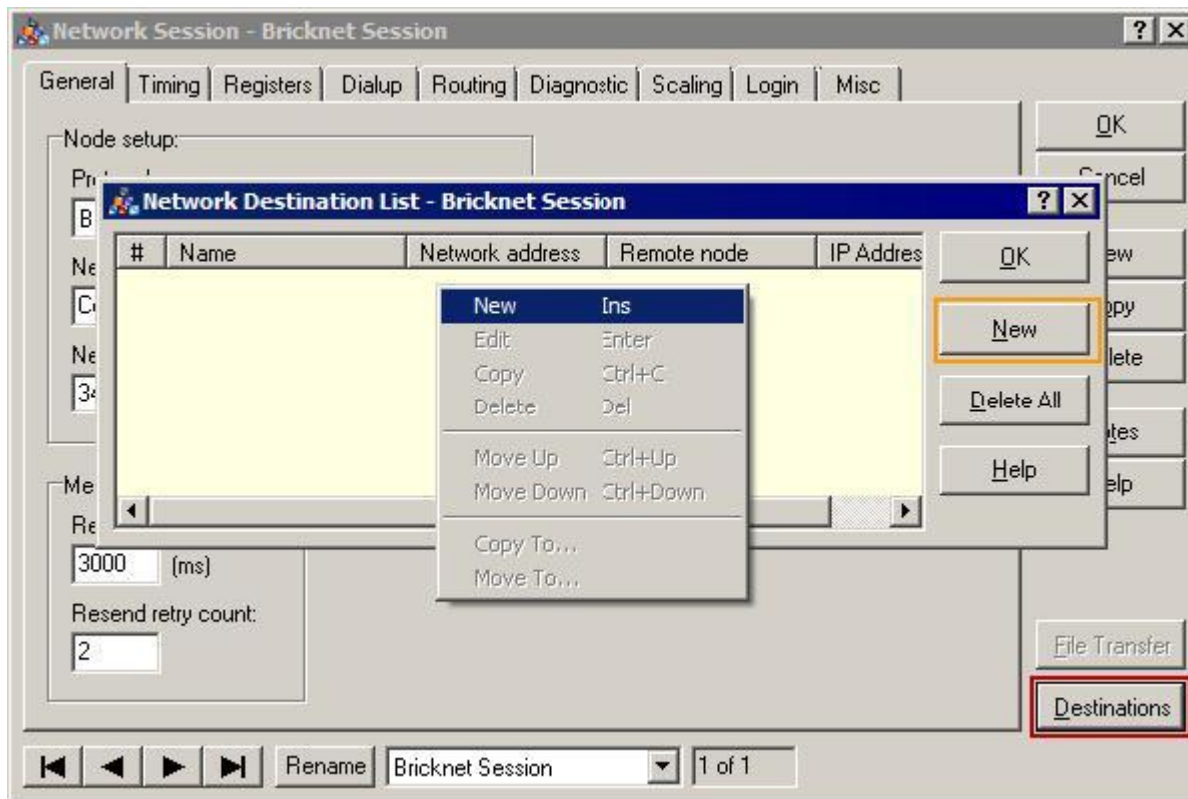 Network Session - Bricknet Session
General Timing Registers Dialup Routing Diagnostic Scaling Login Misc
OK
Node setup:
Network Destination List - Bricknet Session
# Name Network address Remote node IP Addres
OK
New
Delete All
Help
New Ins
Edit Enter
Copy Ctrl+C
Delete Del
Move Up Ctrl+Up
Move Down Ctrl+Down
Copy To...
Move To...
3000 (ms)
Resend retry count:
2
File Transfer
Destinations
Rename Bricknet Session 1 of 1